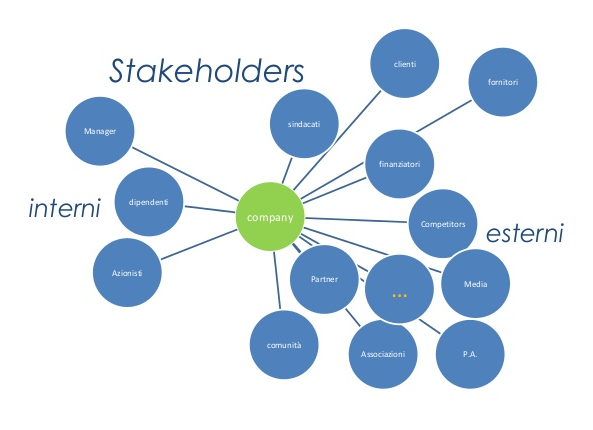 Stakeholders
clienti
fornitori
sindacati
Manager
finanziatori
interni
dipendenti
company
Competitors
esterni
Azionisti
Partner
...
Media
comunità
Associazioni
P.A.